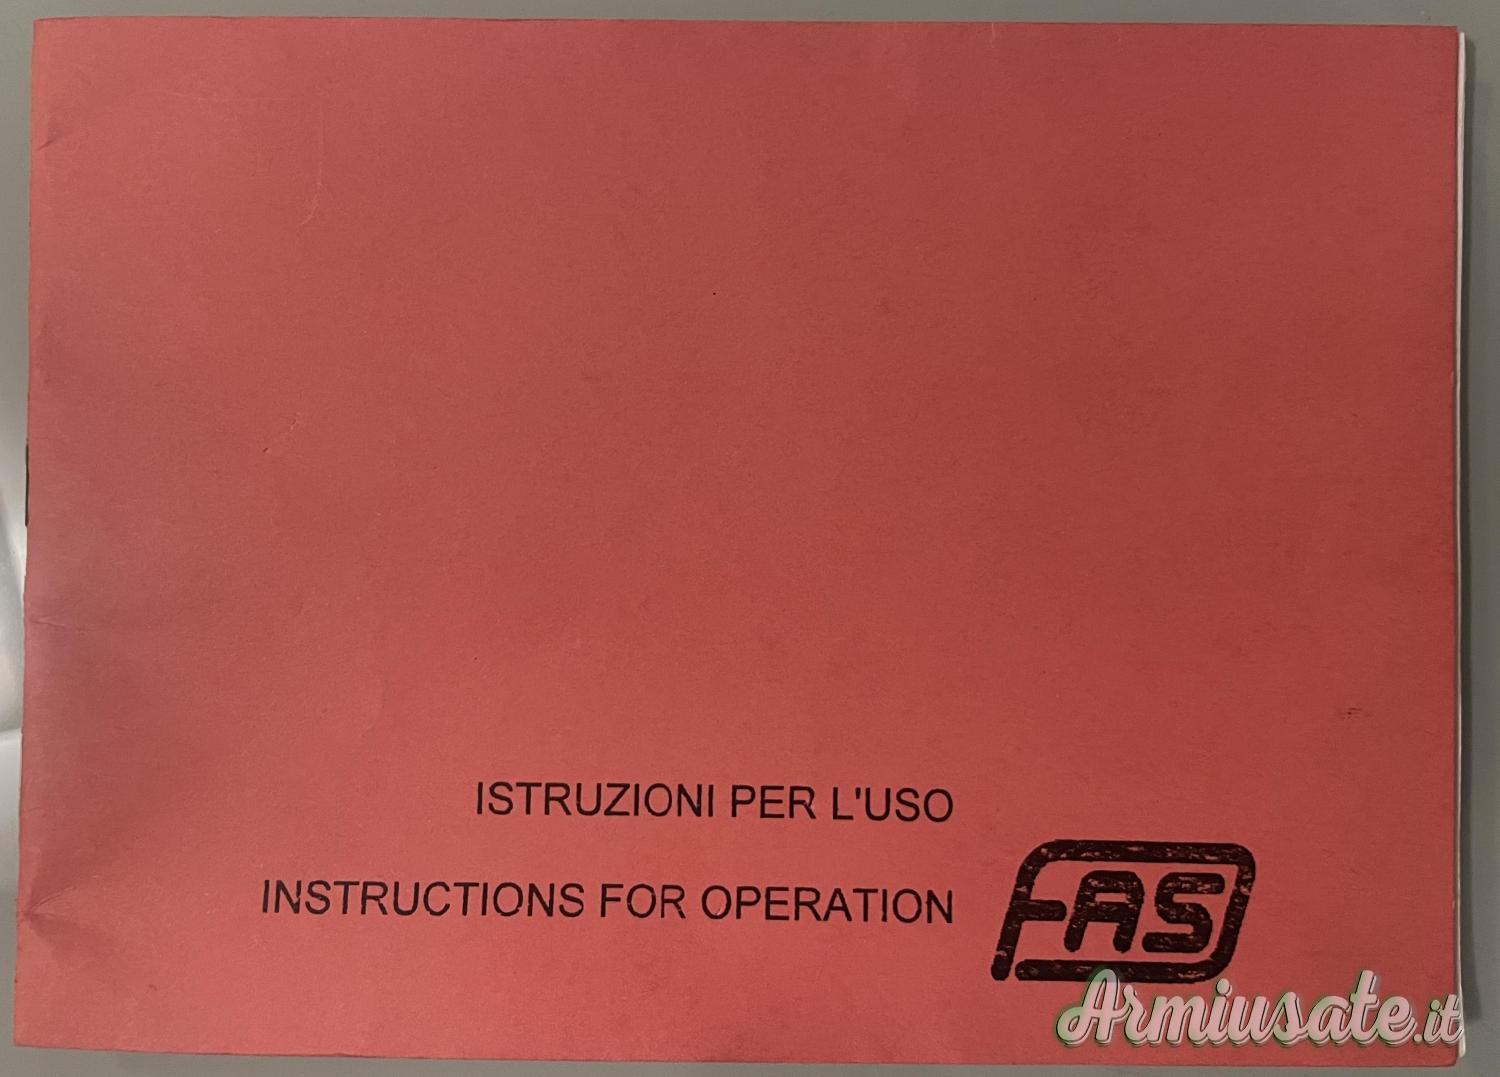 ISTRUZIONI PER L'USO
INSTRUCTIONS FOR OPERATION
FAS
Armiusate.it